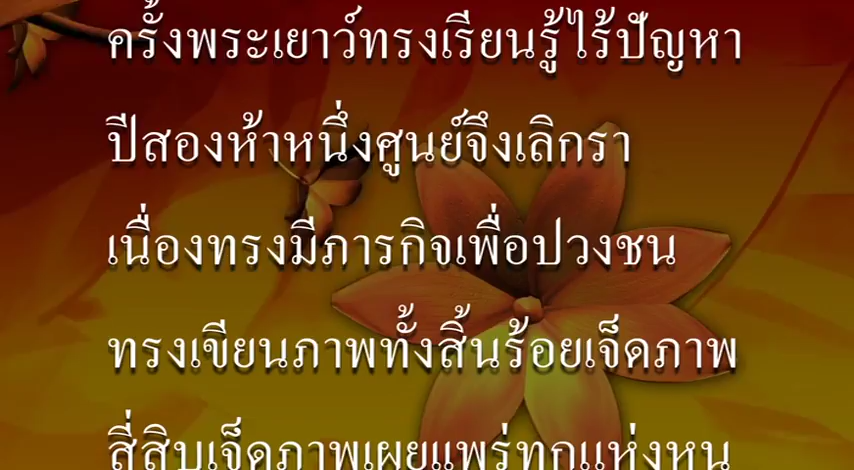 ครั้งพระเยาว์ทรงเรียนรู้ไร้ปัญหา
ปีสองห้าหนึ่งศูนย์จึงเลิกรา
เนื่องทรงมีภารกิจเพื่อปวงชน
ทรงเขียนภาพทั้งสิ้นร้อยเจ็ดภาพ
สี่สิบเจ็ดภาพเผยแพร่ทุกแห่งหน